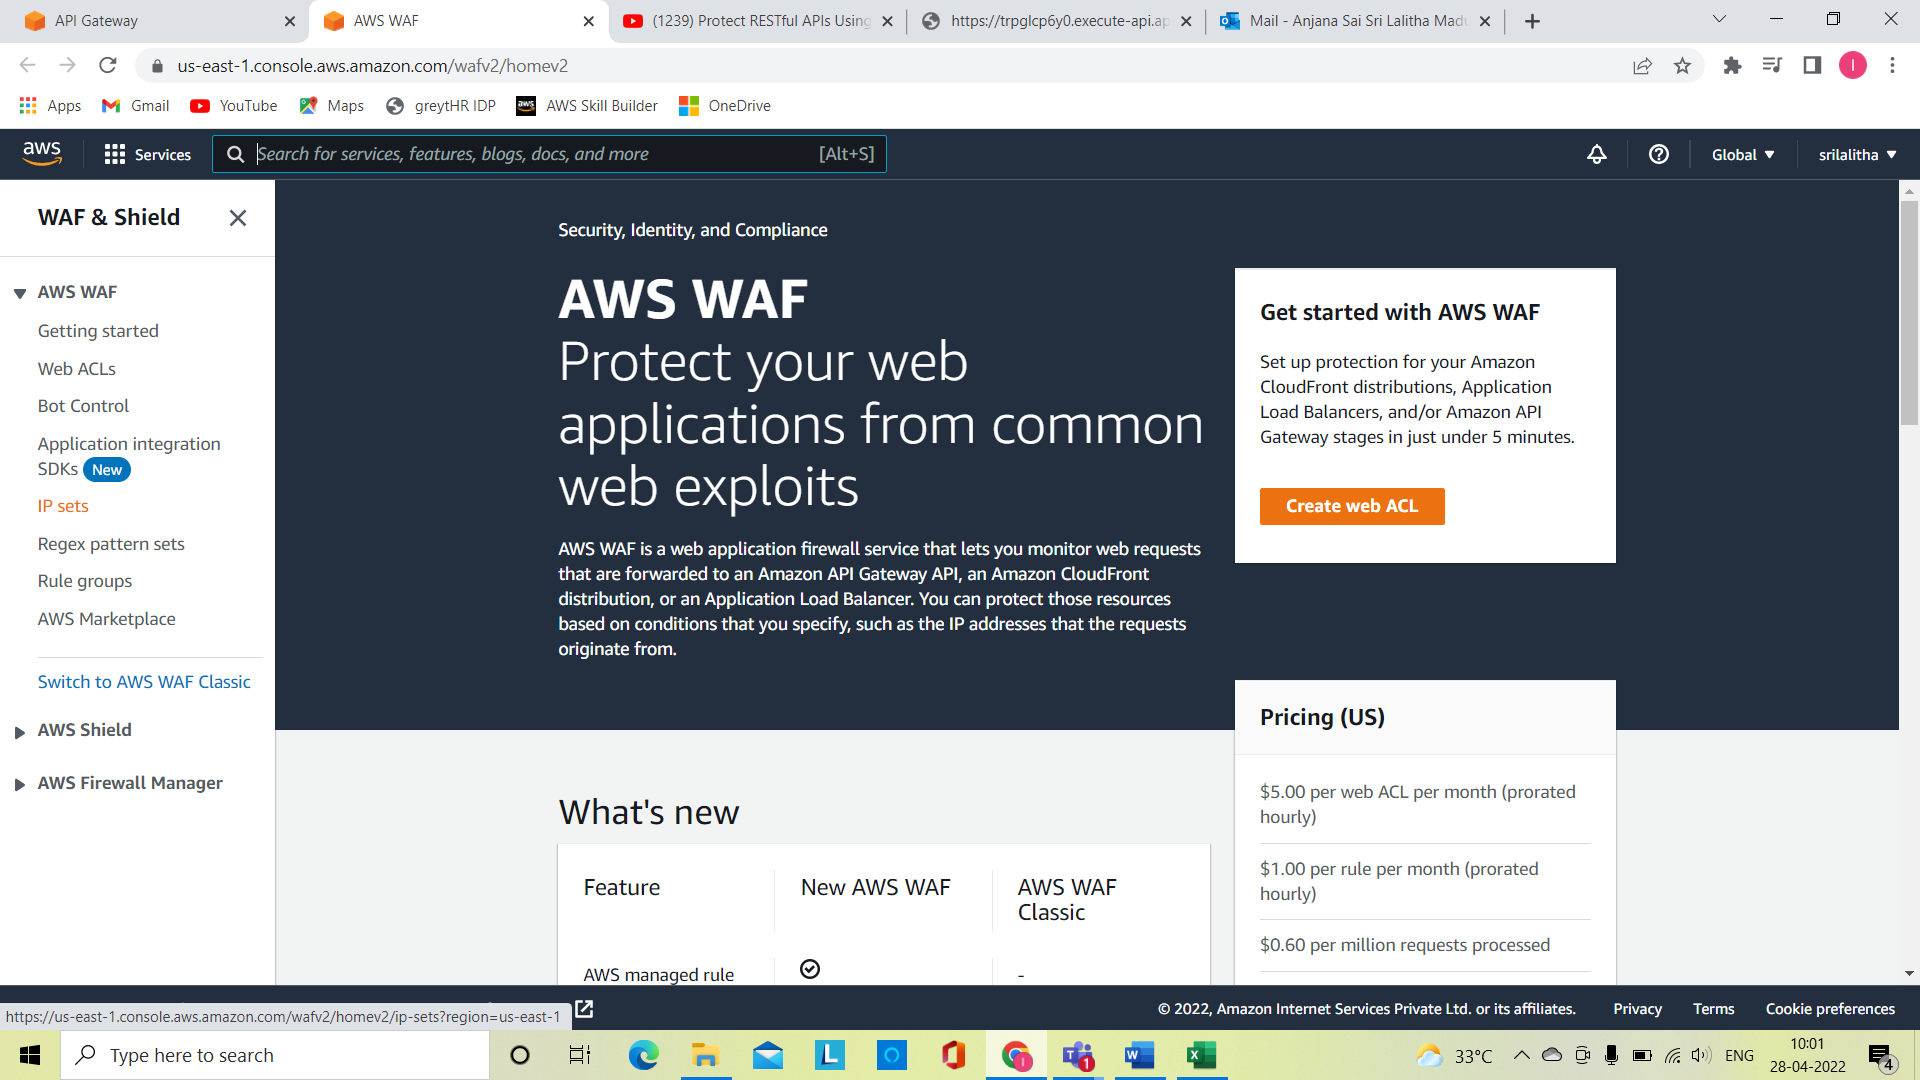 API Gateway
AWS WAF
(1239) Protect RESTful APIs Using
https://trpglcp6y0.execute-api.ap
Mail - Anjana Sai Sri Lalitha Madu
us-east-1.console.aws.amazon.com/wafv2/homev2
I
Apps
Gmail
YouTube
Maps
greytHR IDP
aws
AWS Skill Builder
OneDrive
aws
Services
Search for services, features, blogs, docs, and more
[Alt+S]
Global
srilalitha
WAF & Shield
AWS WAF
Getting started
Web ACLs
Bot Control
Application integration
SDKs New
IP sets
Regex pattern sets
Rule groups
AWS Marketplace
Switch to AWS WAF Classic
AWS Shield
AWS Firewall Manager
Security, Identity, and Compliance
AWS WAF
Protect your web
applications from common
web exploits
AWS WAF is a web application firewall service that lets you monitor web requests
that are forwarded to an Amazon API Gateway API, an Amazon CloudFront
distribution, or an Application Load Balancer. You can protect those resources
based on conditions that you specify, such as the IP addresses that the requests
originate from.
Get started with AWS WAF
Set up protection for your Amazon
CloudFront distributions, Application
Load Balancers, and/or Amazon API
Gateway stages in just under 5 minutes.
Create web ACL
Pricing (US)
$5.00 per web ACL per month (prorated
hourly)
$1.00 per rule per month (prorated
hourly)
$0.60 per million requests processed
What's new
Feature
New AWS WAF
AWS WAF
Classic
AWS managed rule
-
https://us-east-1.console.aws.amazon.com/wafv2/homev2/ip-sets?region=us-east-1
© 2022, Amazon Internet Services Private Ltd. or its affiliates.
Privacy
Terms
Cookie preferences
Type here to search
L
1
W
X
33°C
ENG
10:01
28-04-2022
4